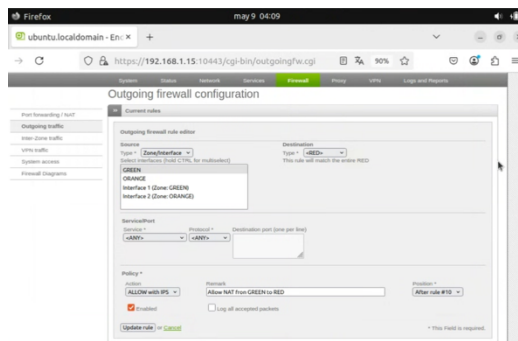 Firefox
may 9 04:09
ubuntu.localdomain - Enc ×
https://192.168.1.15:10443/cgi-bin/outgoingfw.cgi
90%
System Status Network Services Firewall Proxy VPN Logs and Reports
Outgoing firewall configuration
Port forwarding / NAT
Outgoing traffic
Inter-Zone traffic
VPN traffic
System access
Firewall Diagrams
Current rules
Outgoing firewall rule editor
Source
Type * Zone/Interface
Select interfaces (hold CTRL for multiselect)
GREEN
ORANGE
Interface 1 (Zone: GREEN)
Interface 2 (Zone: ORANGE)
Destination
Type * <RED>
This rule will match the entire RED
Service/Port
Service * Protocol * Destination port (one per line)
<ANY> <ANY>
Policy *
Action Remark Position *
ALLOW with IPS Allow NAT from GREEN to RED After rule #10
Enabled Log all accepted packets
Update rule or Cancel * This Field is required.